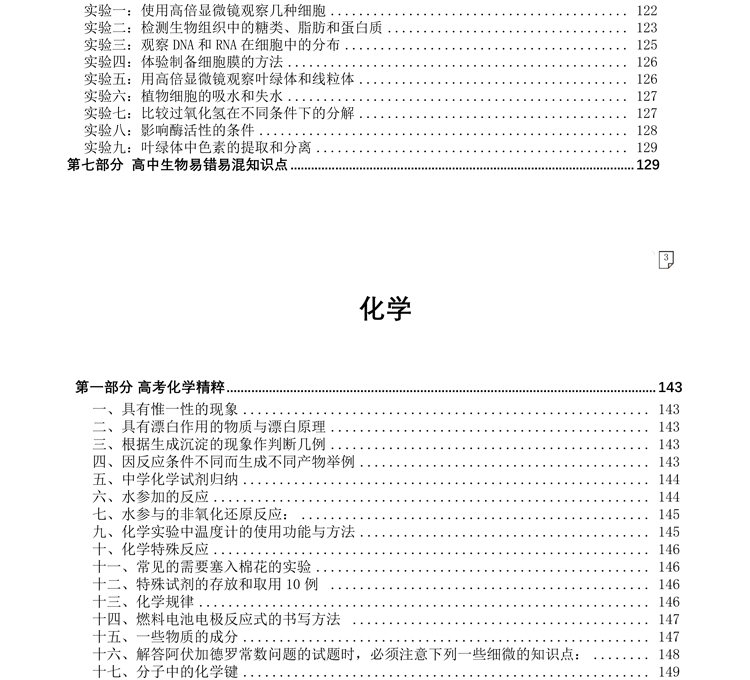 实验一：使用高倍显微镜观察几种细胞 .................................... 122
实验二：检测生物组织中的糖类、脂肪和蛋白质 .............................. 123
实验三：观察 DNA 和 RNA 在细胞中的分布 .................................. 125
实验四：体验制备细胞膜的方法 .......................................... 126
实验五：用高倍显微镜观察叶绿体和线粒体 ................................ 126
实验六：植物细胞的吸水和失水 .......................................... 127
实验七：比较过氧化氢在不同条件下的分解 ................................ 127
实验八：影响酶活性的条件 .............................................. 128
实验九：叶绿体中色素的提取和分离 ...................................... 129
第七部分 高中生物易错易混知识点 ........................................ 129
3
化学
第一部分 高考化学精粹 .................................................. 143
一、具有惟一性的现象 .................................................. 143
二、具有漂白作用的物质与漂白原理 ...................................... 143
三、根据生成沉淀的现象作判断几例 ...................................... 143
四、因反应条件不同而生成不同产物举例 .................................. 143
五、中学化学试剂归纳 .................................................. 144
六、水参加的反应 ...................................................... 144
七、水参与的非氧化还原反应： .......................................... 145
九、化学实验中温度计的使用功能与方法 .................................. 145
十、化学特殊反应 ...................................................... 146
十一、常见的需要塞入棉花的实验 ........................................ 146
十二、特殊试剂的存放和取用 10 例 ...................................... 146
十三、化学规律 ........................................................ 146
十四、燃料电池电极反应式的书写方法 .................................... 147
十五、一些物质的成分 .................................................. 147
十六、解答阿伏加德罗常数问题的试题时，必须注意下列一些细微的知识点： ........ 148
十七、分子中的化学键 .................................................. 149